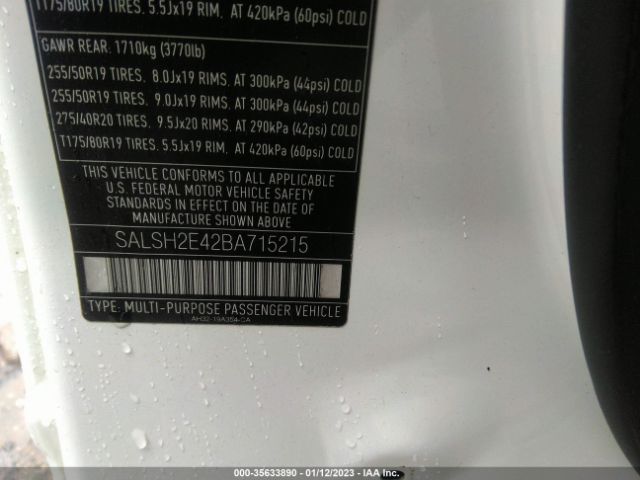 T175/80R19 TIRES. 5.5Jx19 RIM, AT 420kPa (60psi) COLD
GAWR REAR: 1710kg (3770lb)
255/50R19 TIRES. 8.0Jx19 RIMS, AT 300kPa (44psi) COLD
255/50R19 TIRES. 9.0Jx19 RIMS, AT 300kPa (44psi) COLD
275/40R20 TIRES. 9.5Jx20 RIMS, AT 290kPa (42psi) COLD
T175/80R19 TIRES. 5.5Jx19 RIM, AT 420kPa (60psi) COLD
THIS VEHICLE CONFORMS TO ALL APPLICABLE
U.S. FEDERAL MOTOR VEHICLE SAFETY
STANDARDS IN EFFECT ON THE DATE OF
MANUFACTURE SHOWN ABOVE
SALSH2E42BA715215
TYPE: MULTI-PURPOSE PASSENGER VEHICLE
AH32-19A354-CA
000-35633890 - 01/12/2023 - IAA Inc.